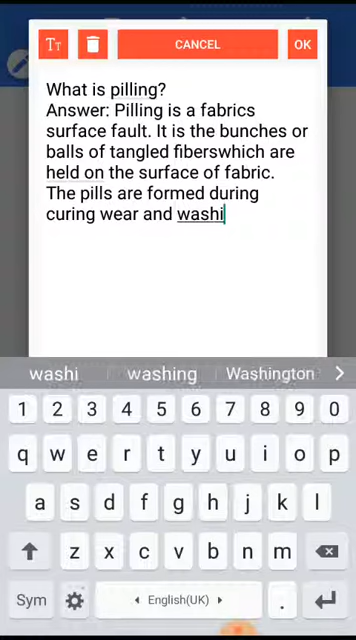 TT
CANCEL
OK
What is pilling?
Answer: Pilling is a fabrics
surface fault. It is the bunches or
balls of tangled fiberswhich are
held on the surface of fabric.
The pills are formed during
curing wear and washi
washi washing Washington
1 2 3 4 5 6 7 8 9 0
q w e r t y u i o p
a s d f g h j k l
z x c v b n m
Sym English(UK) .